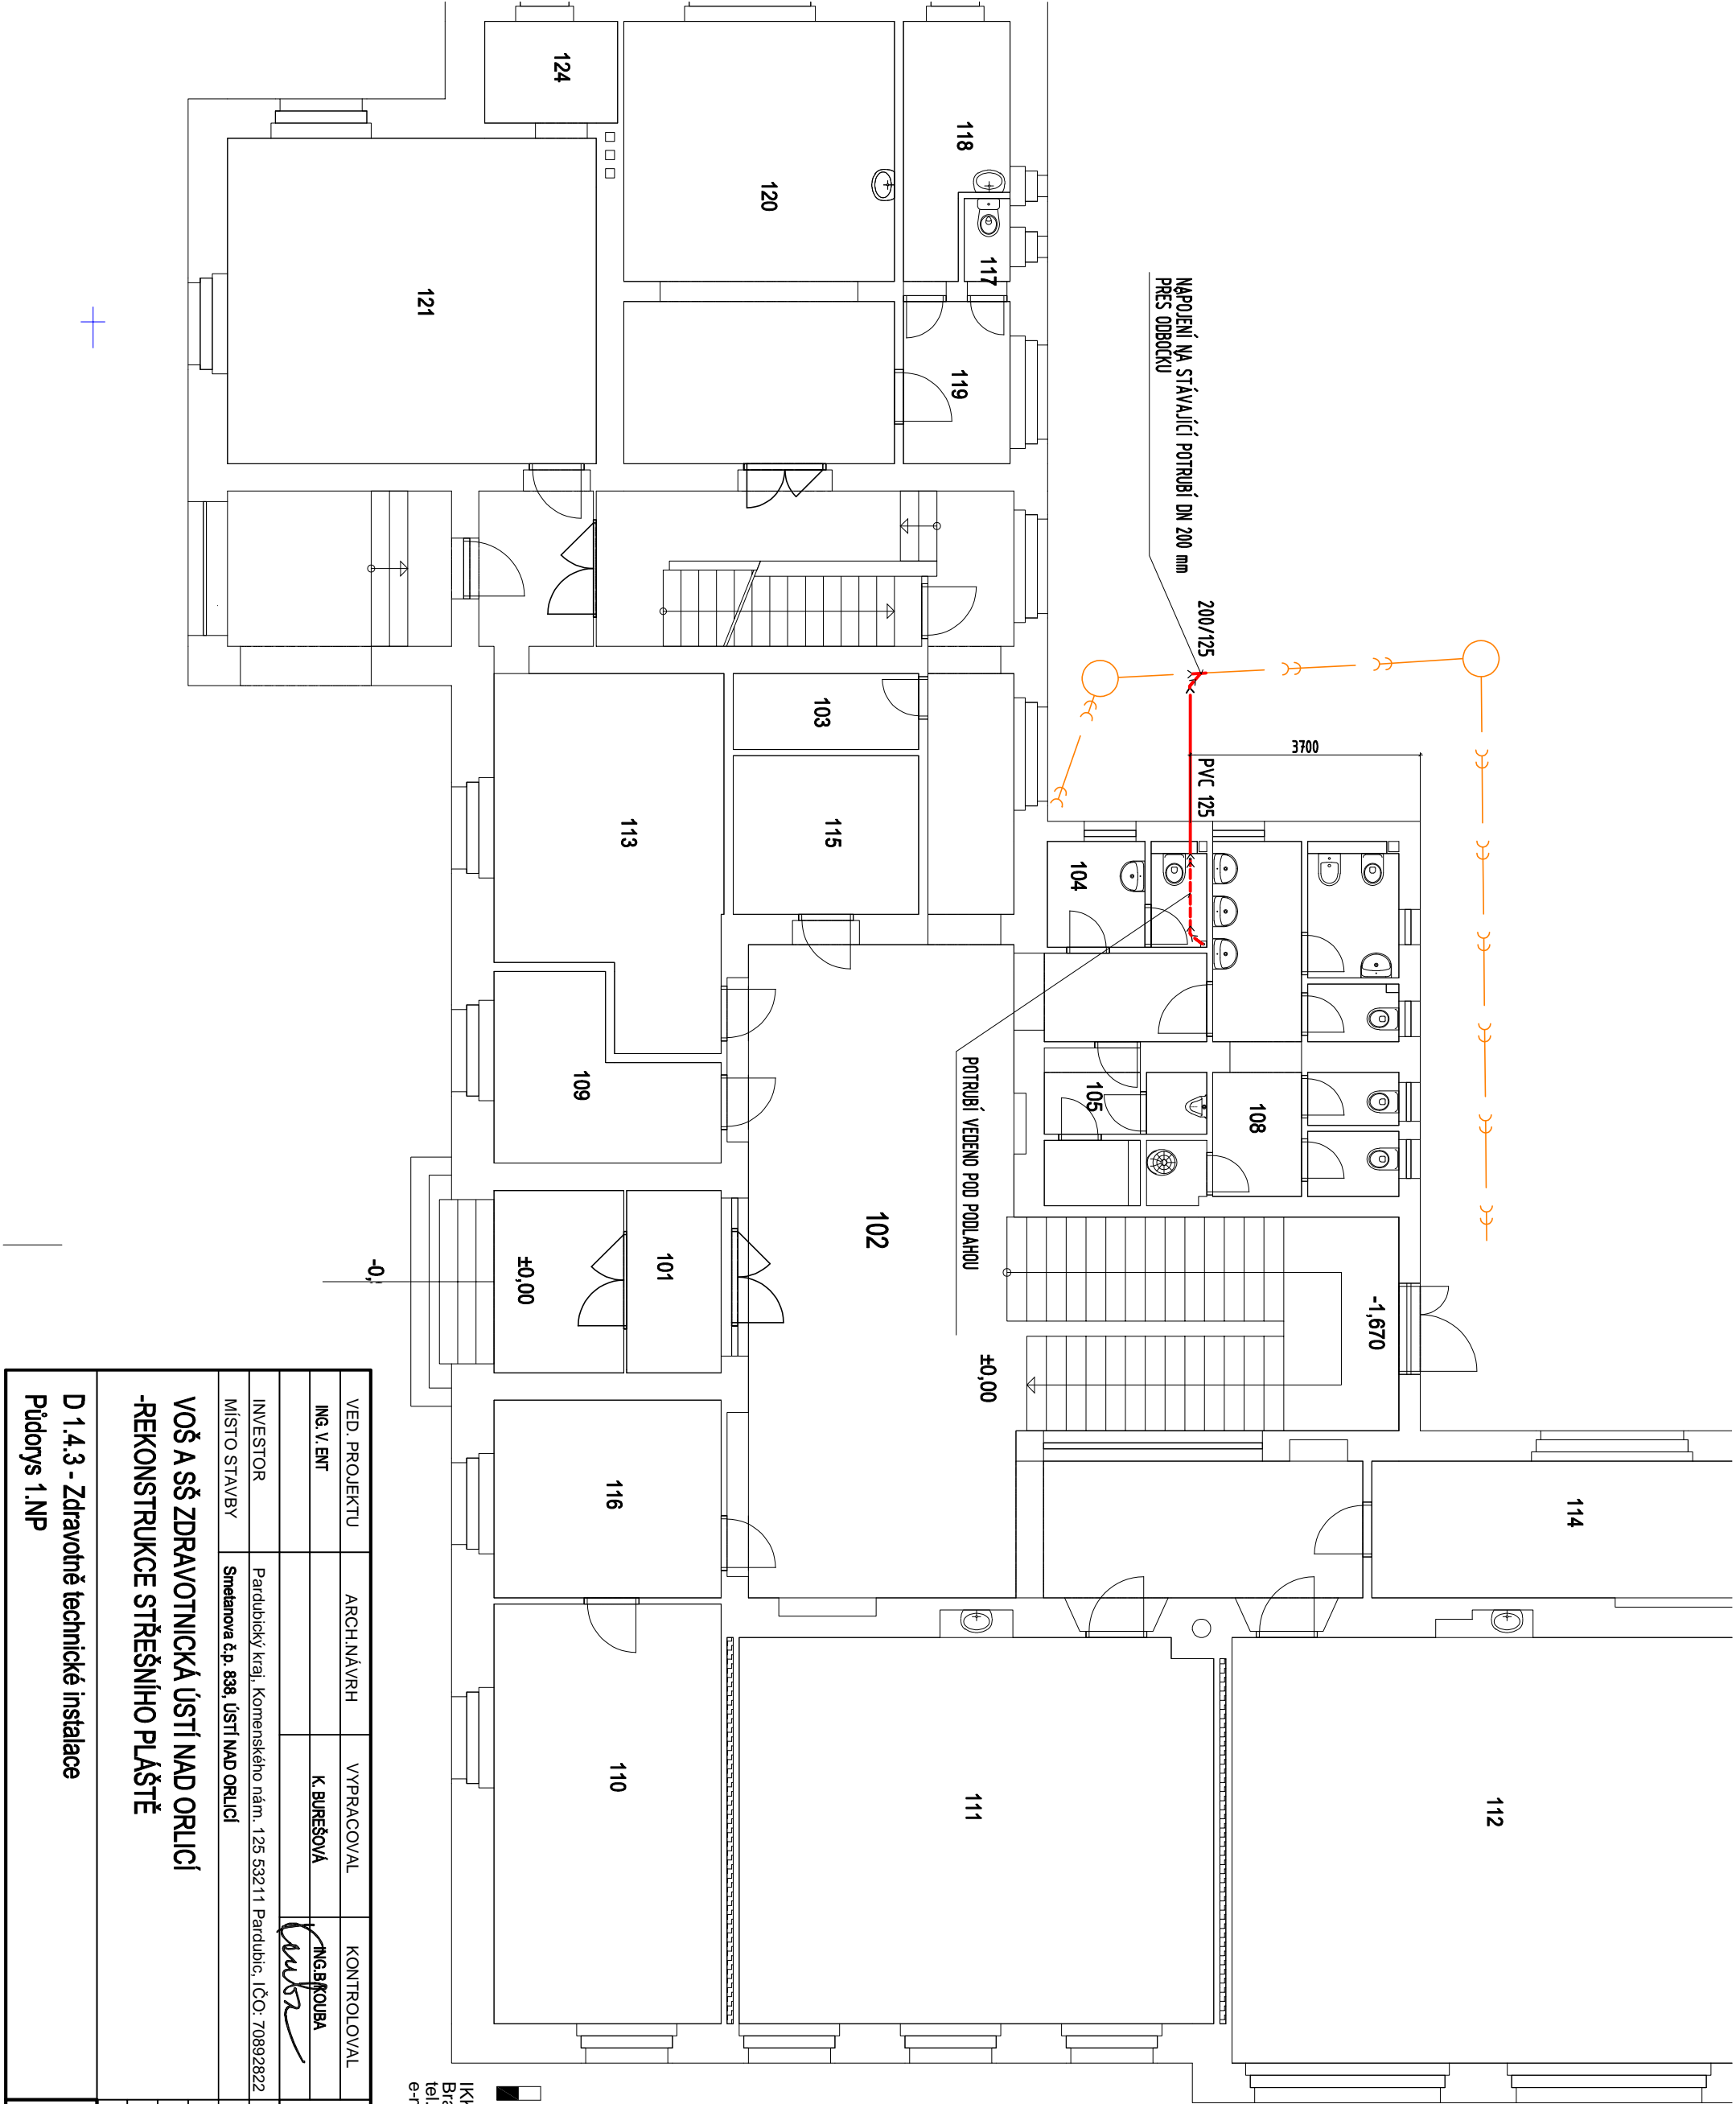 NAPOJENÍ NA STÁVAJÍCÍ POTRUBÍ DN 200 mm
PŘES ODBOČKU
200/125
PVC 125
3700
POTRUBÍ VEDENO POD PODLAHOU
124
118
120
117
121
119
103
115
113
104
105
108
109
102
101
±0,00
-0,
-1,670
±0,00
114
116
110
111
112
VED. PROJEKTU
ARCH.NÁVRH
VYPRACOVAL
KONTROLOVAL
ING. V. ENT
K. BUREŠOVÁ
ING.B.KOUBA
INVESTOR
Pardubický kraj, Komenského nám. 125 53211 Pardubic, IČO: 70892822
MÍSTO STAVBY
Smetanova č.p. 838, ÚSTÍ NAD ORLICÍ
VOŠ A SŠ ZDRAVOTNICKÁ ÚSTÍ NAD ORLICÍ
-REKONSTRUKCE STŘEŠNÍHO PLÁŠTĚ
D 1.4.3 - Zdravotně technické instalace
Půdorys 1.NP
tel.